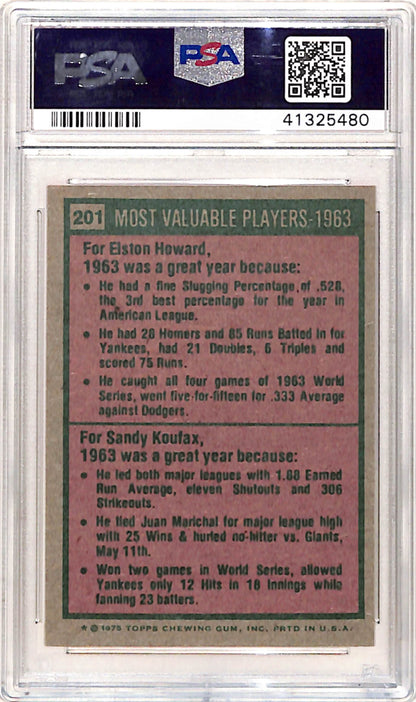 PSA
PSA
41325480
201 MOST VALUABLE PLAYERS-1963
For Elston Howard,
1963 was a great year because:
● He had a fine Slugging Percentage, of .528,
the 3rd best percentage for the year in
American League.
● He had 28 Homers and 85 Runs Batted In for
Yankees, had 21 Doubles, 6 Triples and
scored 75 Runs.
● He caught all four games of 1963 World
Series, went five-for-fifteen for .333 Average
against Dodgers.
For Sandy Koufax,
1963 was a great year because:
● He led both major leagues with 1.88 Earned
Run Average, eleven Shutouts and 306
Strikeouts.
● He tied Juan Marichal for major league high
with 25 Wins & hurled no-hitter vs. Giants,
May 11th.
● Won two games in World Series, allowed
Yankees only 12 Hits in 18 Innings while
fanning 23 batters.
★ © 1975 TOPPS CHEWING GUM, INC. PRTD IN U.S.A.